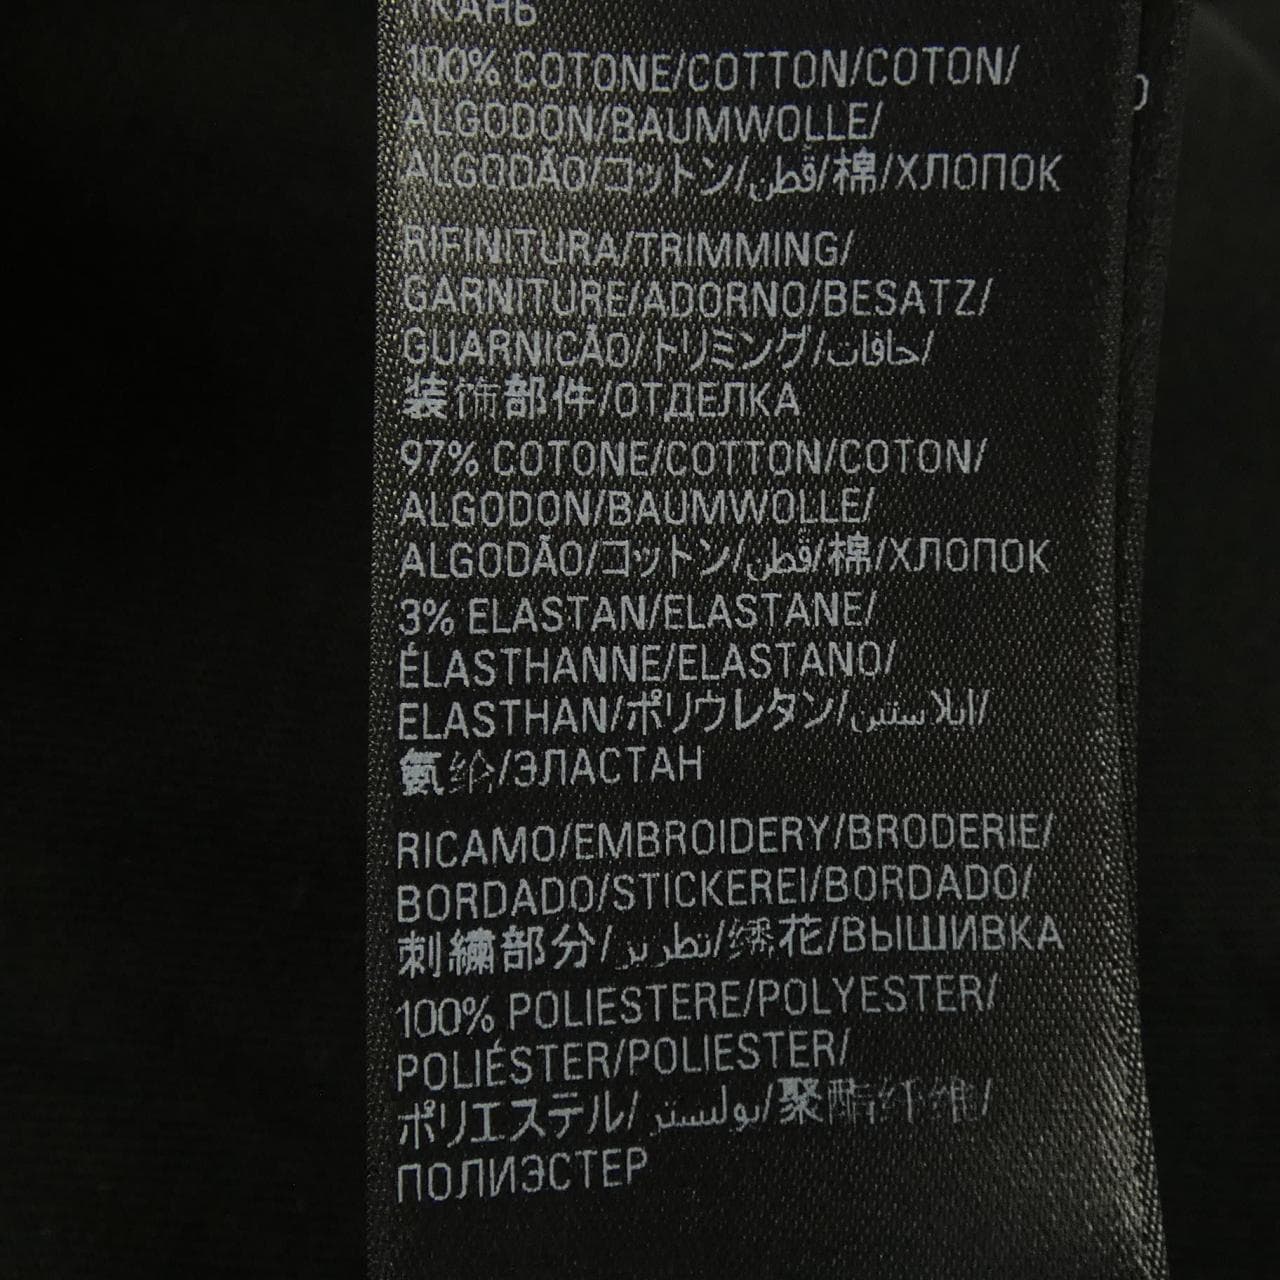 ТКАНЬ
100% COTONE/COTTON/COTON/
ALGODON/BAUMWOLLE/
ALGODÃO/コットン/قطن/棉/ХЛОПОК
RIFINITURA/TRIMMING/
GARNITURE/ADORNO/BESATZ/
GUARNICÃO/トリミング/حافات/
装饰部件/ОТДЕЛКА
97% COTONE/COTTON/COTON/
ALGODON/BAUMWOLLE/
ALGODÃO/コットン/قطن/棉/ХЛОПОК
3% ELASTAN/ELASTANE/
ÉLASTHANNE/ELASTANO/
ELASTHAN/ポリウレタン/ايلاستين/
氨纶/ЭЛАСТАН
RICAMO/EMBROIDERY/BRODERIE/
BORDADO/STICKEREI/BORDADO/
刺繍部分/تطريز/绣花/ВЫШИВКА
100% POLIESTERE/POLYESTER/
POLIÉSTER/POLIESTER/
ポリエステル/بوليستر/聚酯纤维/
ПОЛИЭСТЕР